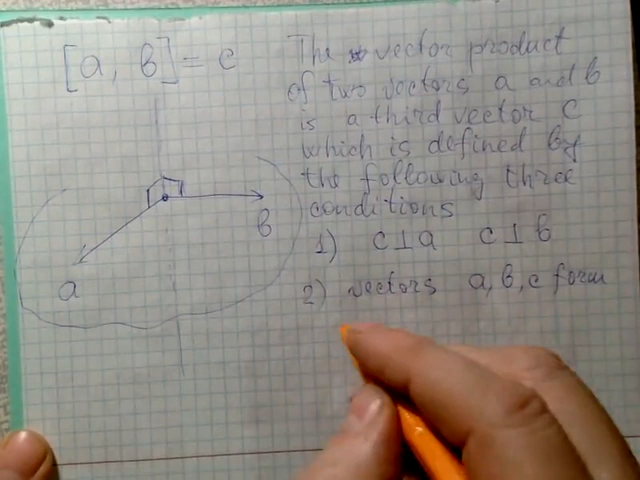 [a, b] = c
The vector product
of two vectors a and b
is a third vector c
which is defined by
the following three
conditions
1) c⊥a c⊥b
2) vectors a, b, c form
a
b